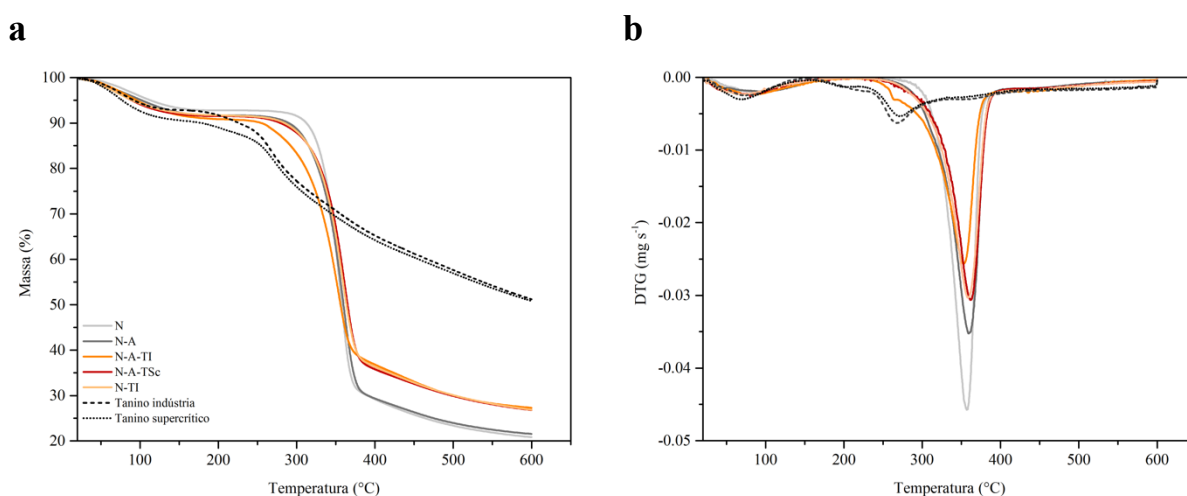 a
100
90
80
70
60
50
40
30
20
Massa (%)
N
N-A
N-A-TI
N-A-TSc
N-TI
Tanino indústria
Tanino supercrítico
100
200
300
400
500
600
Temperatura (°C)
b
0.00
-0.01
-0.02
-0.03
-0.04
-0.05
DTG (mg s⁻¹)
100
200
300
400
500
600
Temperatura (°C)